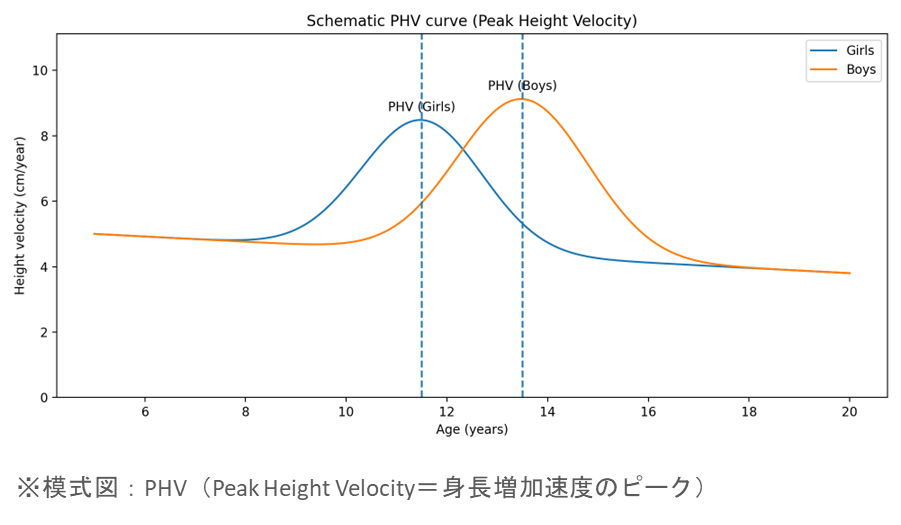 Schematic PHV curve (Peak Height Velocity)
Girls
Boys
PHV (Boys)
PHV (Girls)
Height velocity (cm/year)
10
8
6
4
2
0
6 8 10 12 14 16 18 20
Age (years)
※模式図：PHV（Peak Height Velocity＝身長増加速度のピーク）